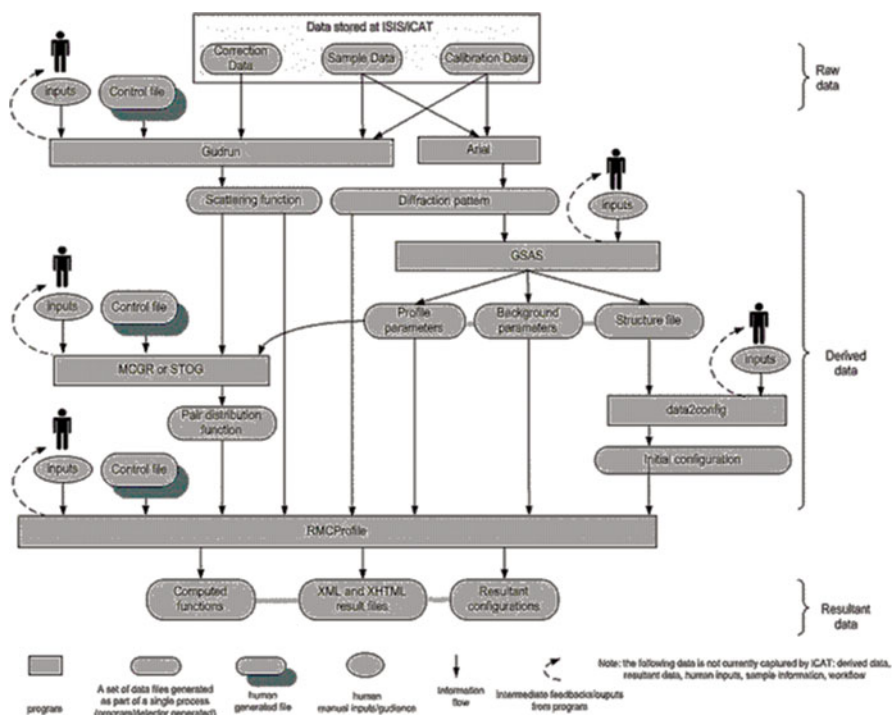 Data stored at ISIS/ICAT
Correction
Data
Sample Data
Calibration Data
Raw
data
Inputs
Control file
Gudrun
Arial
Scattering function
Diffraction pattern
Inputs
GSAS
Inputs
Control file
Profile
parameters
Background
parameters
Structure file
Inputs
Derived
data
MCGR or STOG
data2config
Pair distribution
function
Initial configuration
Inputs
Control file
RMCProfile
Computed
functions
XML and XHTML
result files
Resultant
configurations
Resultant
data
program
A set of data files generated
as part of a single process
(program/detector generated)
human
generated file
human
manual inputs/guidance
Information
flow
Intermediate feedbacks/ouputs
from program
Note: the following data is not currently captured by ICAT: derived data,
resultant data, human inputs, sample information, workflow